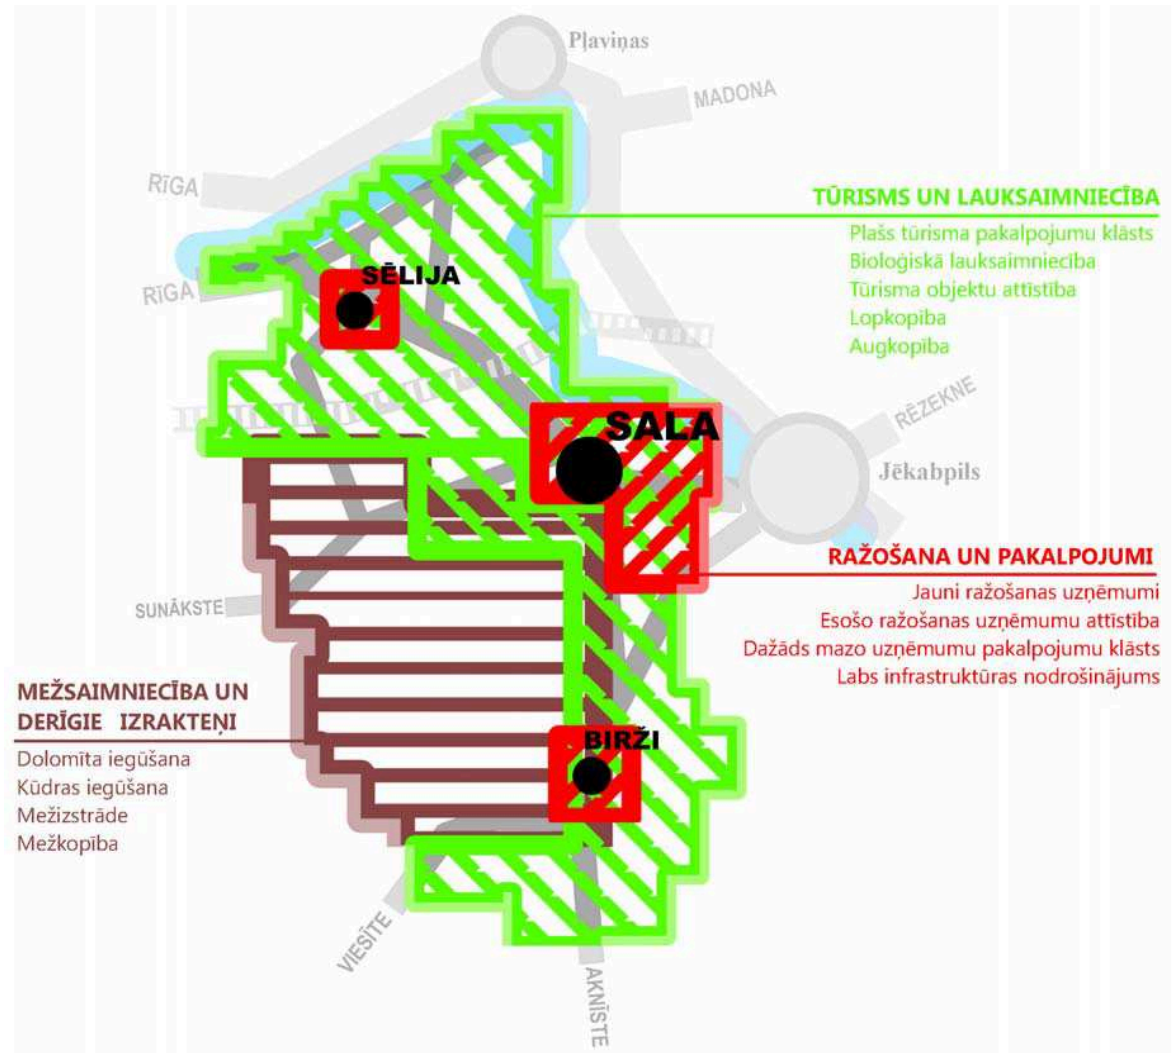 Pļaviņas
MADONA
RĪGA
TŪRISMS UN LAUKSAIMNIECĪBA
Plašs tūrisma pakalpojumu klāsts
Bioloģiskā lauksaimniecība
Tūrisma objektu attīstība
Lopkopība
Augkopība
RĪGA
SĒLIJA
RĒZEKNE
SALA
Jēkabpils
RAŽOŠANA UN PAKALPOJUMI
Jauni ražošanas uzņēmumi
Esošo ražošanas uzņēmumu attīstība
Dažāds mazo uzņēmumu pakalpojumu klāsts
Labs infrastruktūras nodrošinājums
SUNĀKSTE
MEŽSAIMNIECĪBA UN
DERĪGIE IZRAKTEŅI
Dolomīta iegūšana
Kūdras iegūšana
Mežizstrāde
Mežkopība
BIRŽI
VIESĪTE
AKNĪSTE